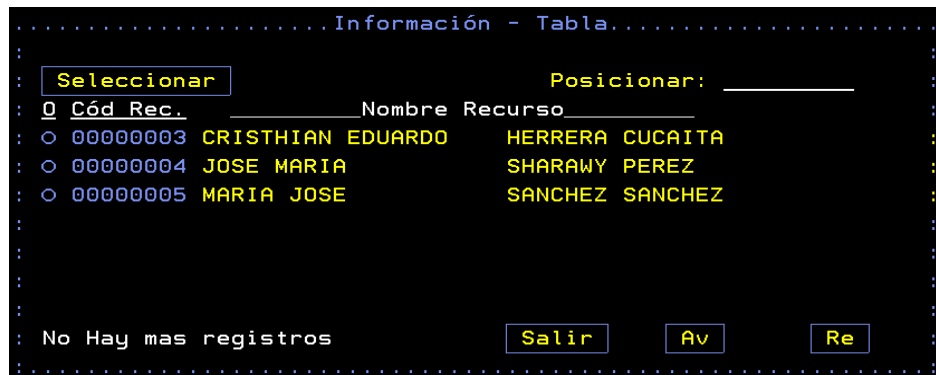 Información - Tabla
Seleccionar Posicionar:
O Cód Rec. Nombre Recurso
00000003 CRISTHIAN EDUARDO HERRERA CUCAITA
00000004 JOSE MARIA SHARAWY PEREZ
00000005 MARIA JOSE SANCHEZ SANCHEZ
No Hay mas registros Salir Av Re